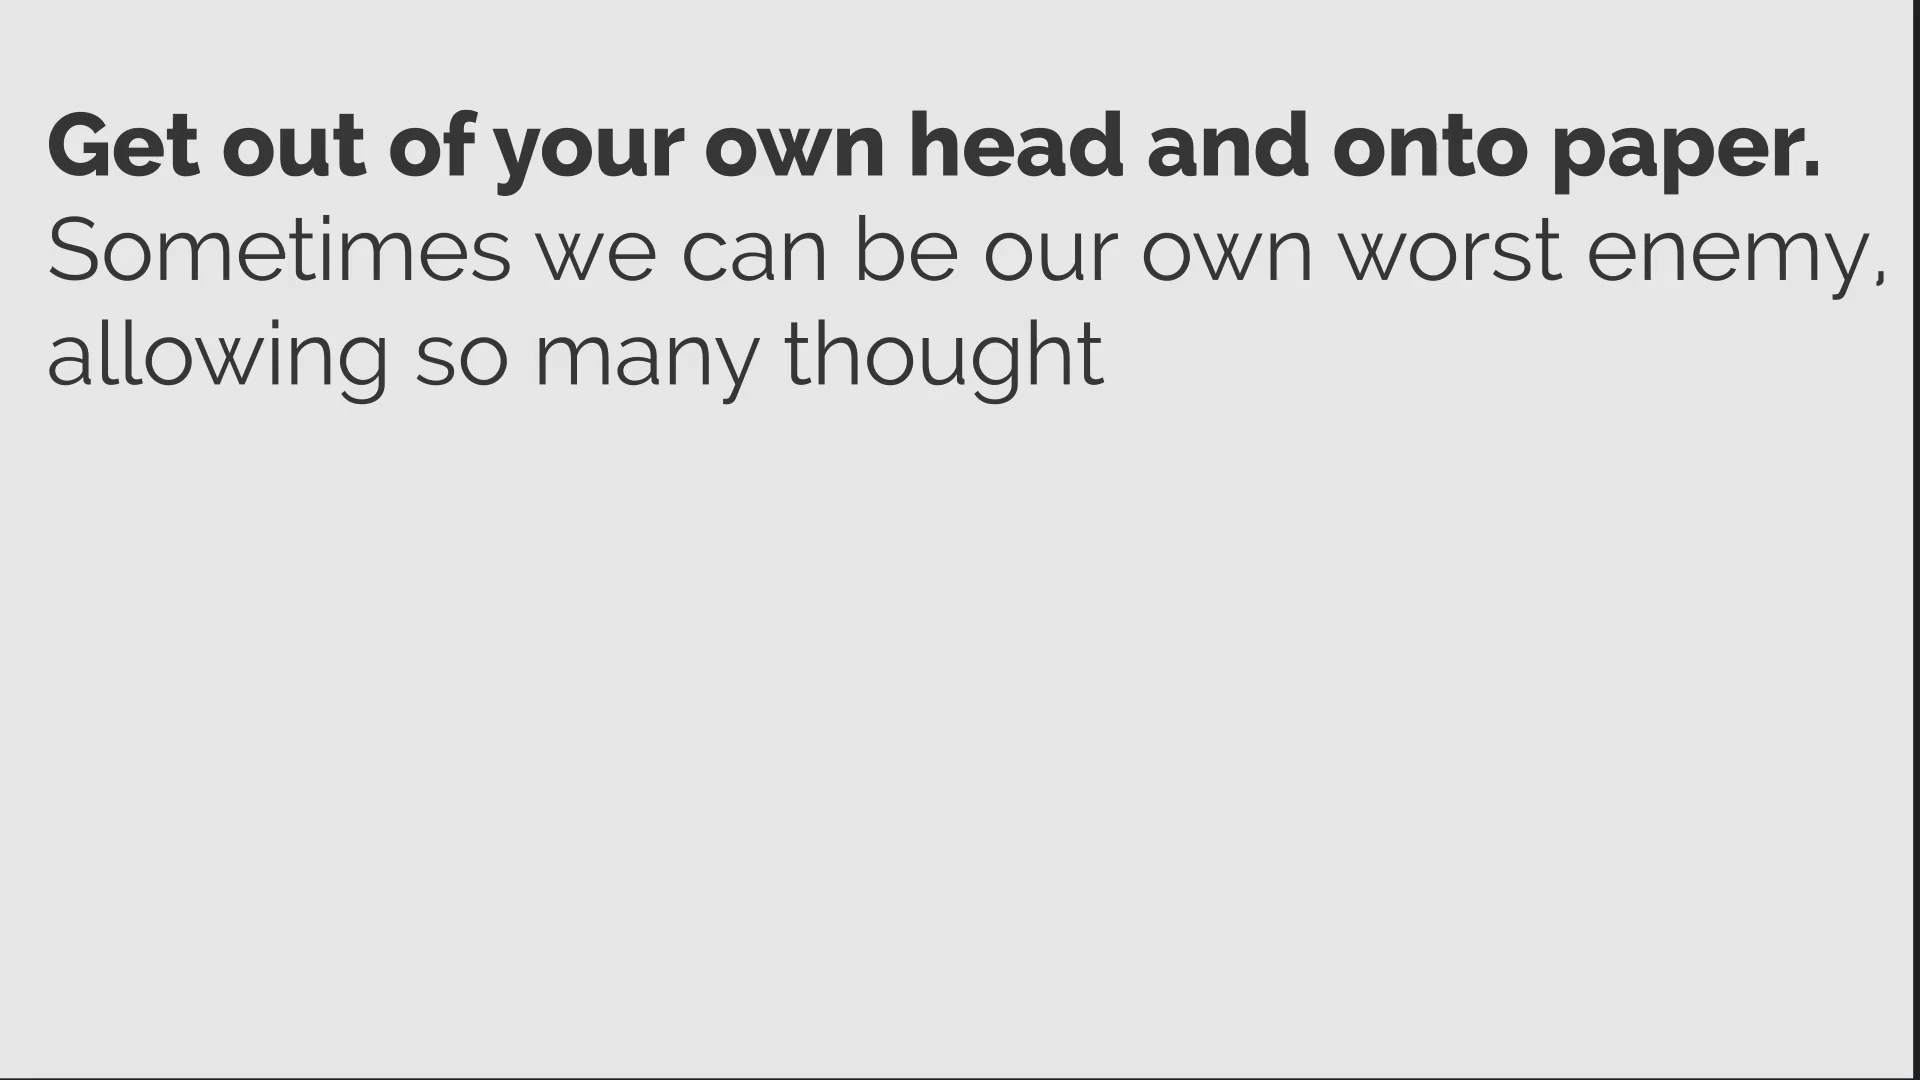 Get out of your own head and onto paper.
Sometimes we can be our own worst enemy,
allowing so many thought